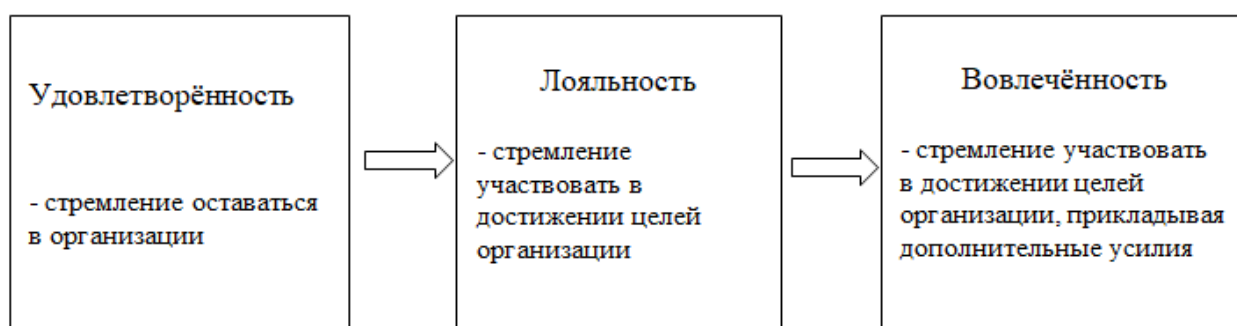 Удовлетворённость
- стремление оставаться
в организации
Лояльность
- стремление
участвовать в
достижении целей
организации
Вовлечённость
- стремление участвовать
в достижении целей
организации, прикладывая
дополнительные усилия